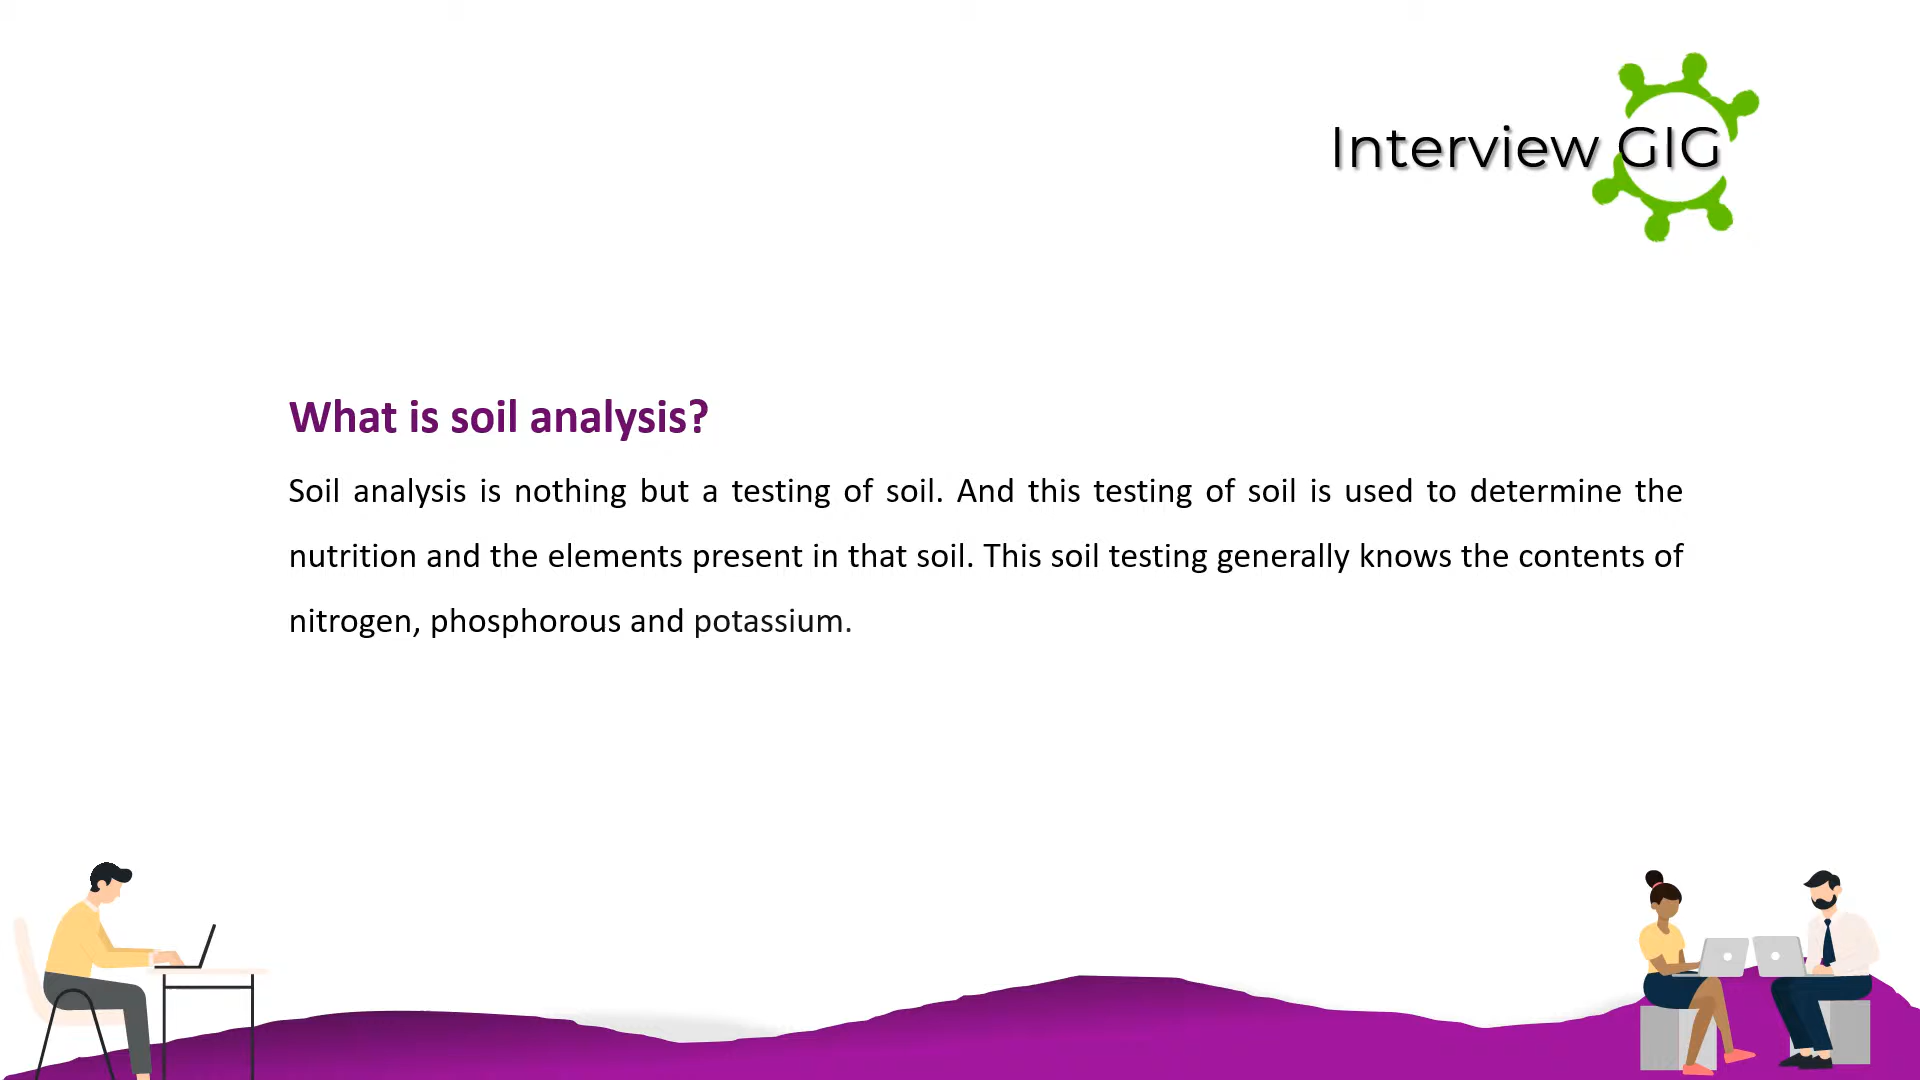 Interview GIG
What is soil analysis?
Soil analysis is nothing but a testing of soil. And this testing of soil is used to determine the
nutrition and the elements present in that soil. This soil testing generally knows the contents of
nitrogen, phosphorous and potassium.